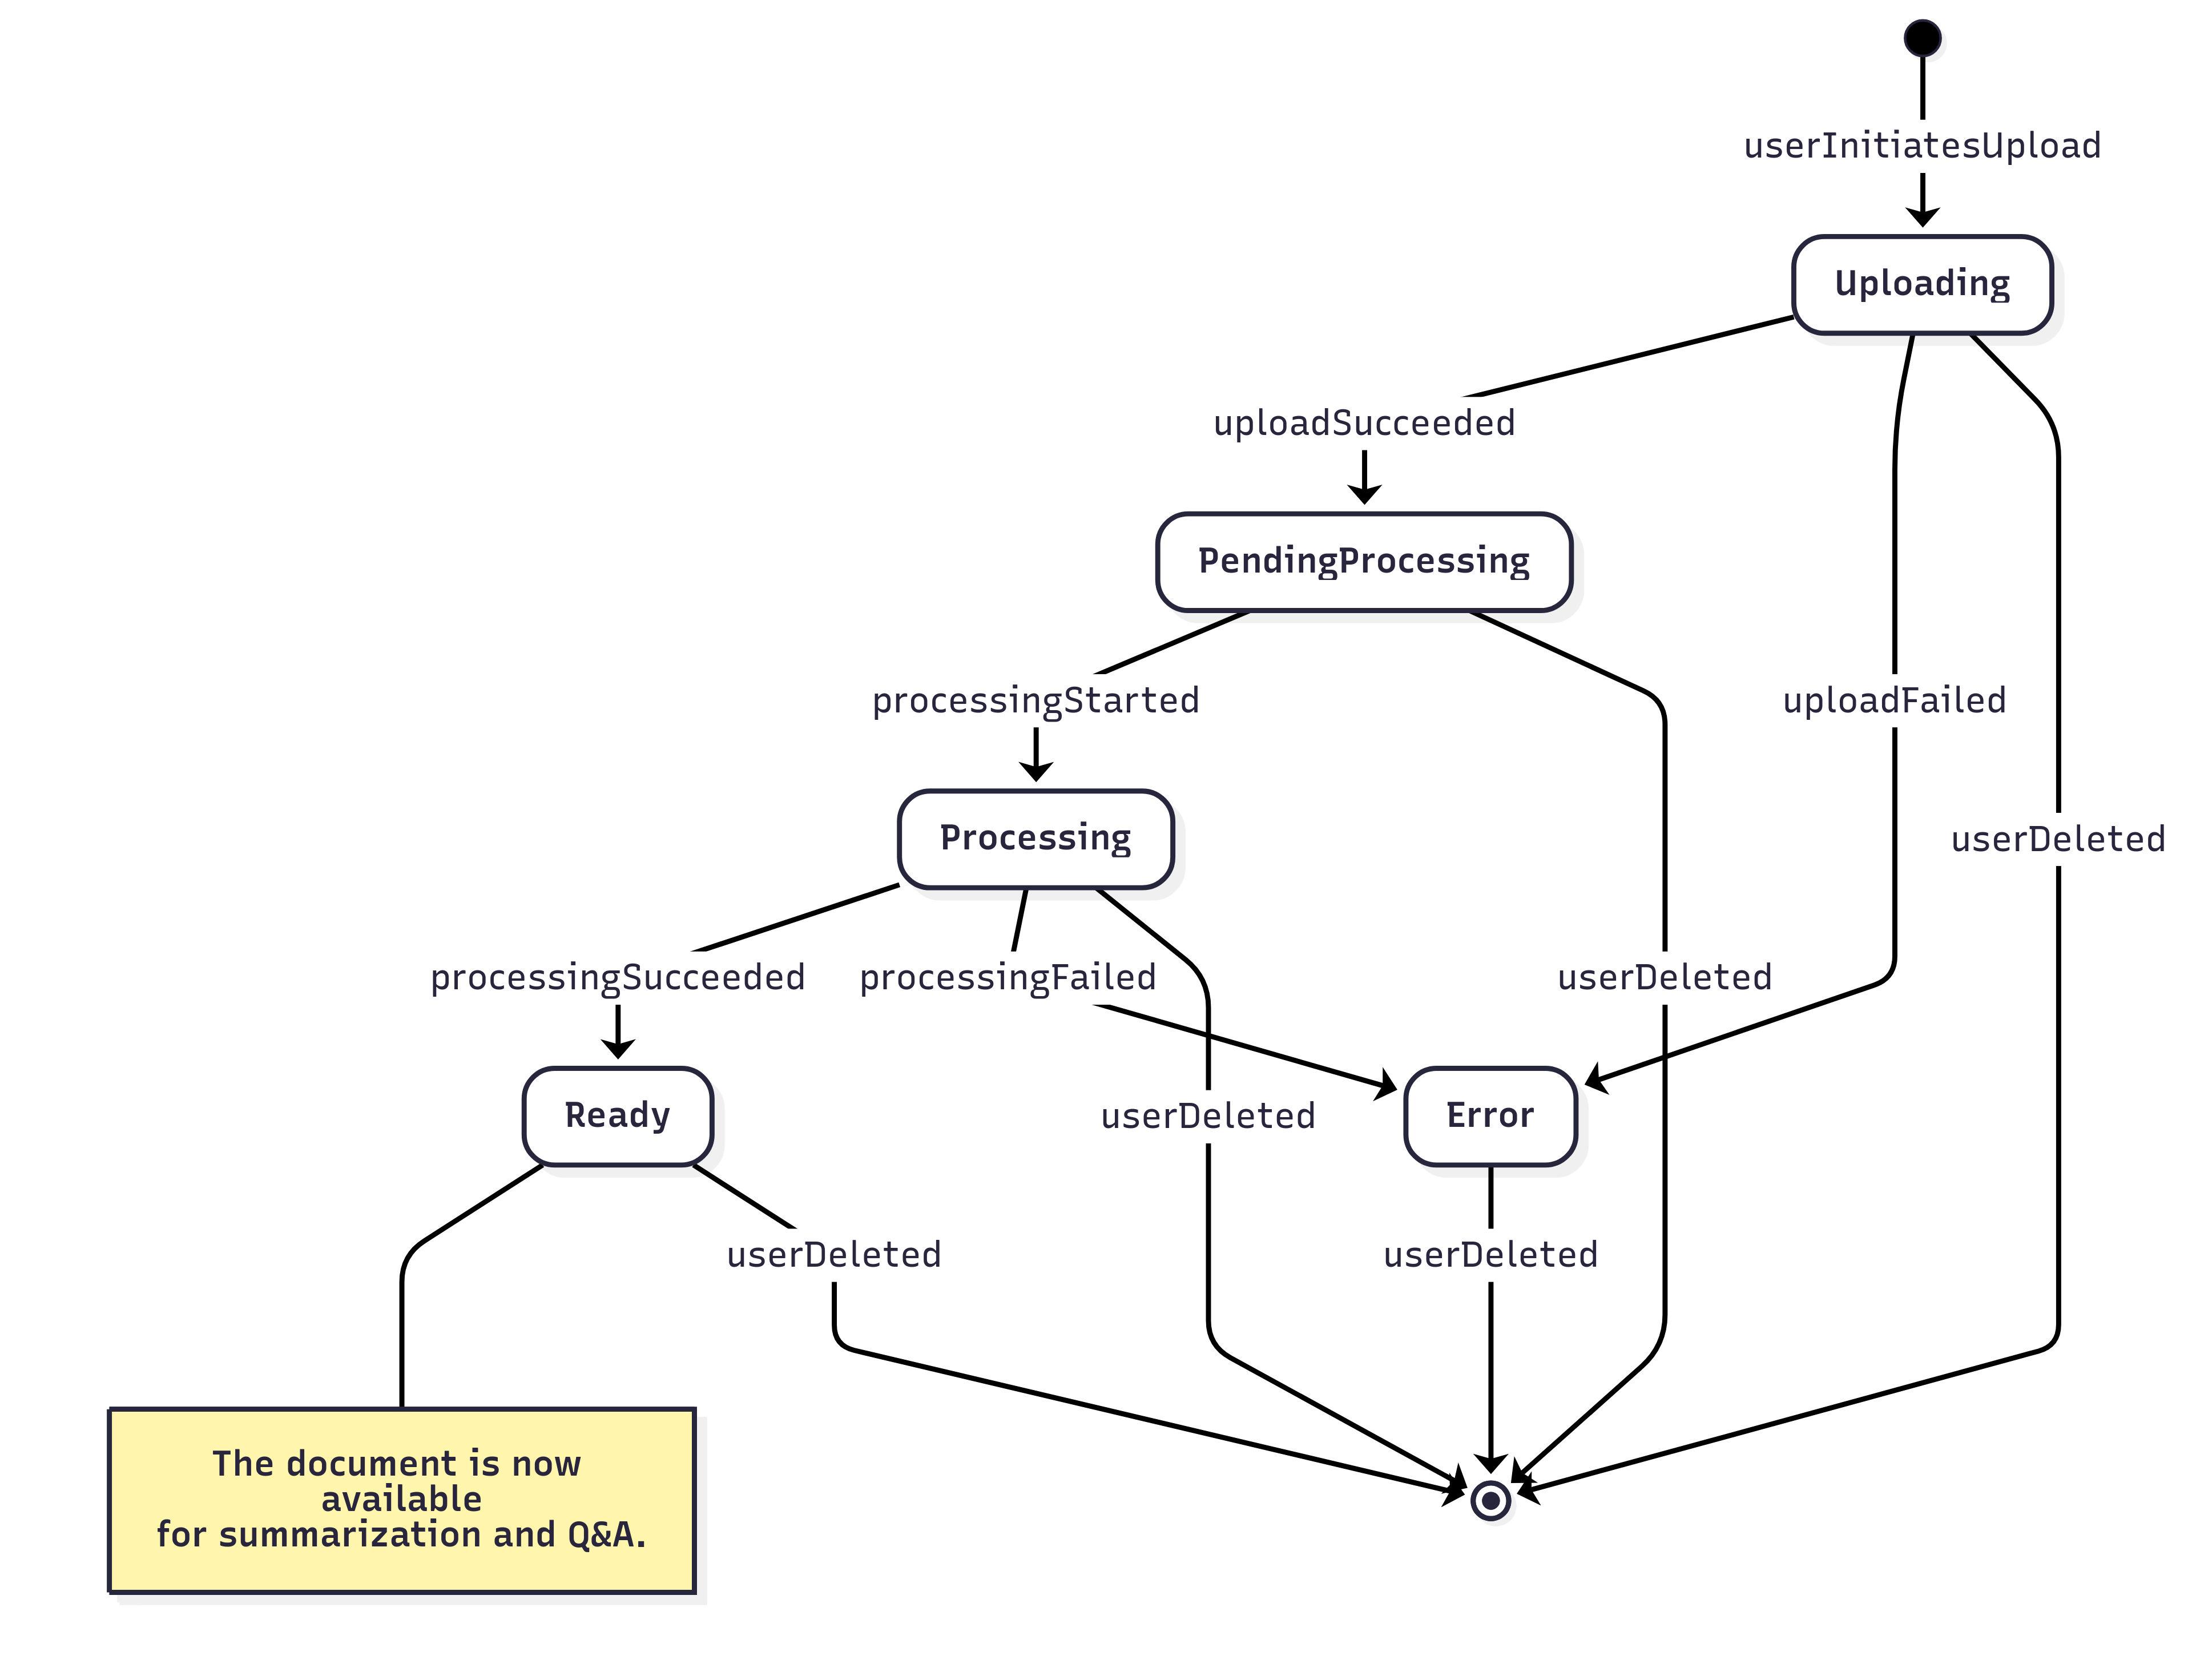 userInitiatesUpload
Uploading
uploadSucceeded
PendingProcessing
processingStarted
uploadFailed
Processing
userDeleted
processingSucceeded
processingFailed
userDeleted
Ready
userDeleted
Error
userDeleted
userDeleted
The document is now
available
for summarization and Q&A.